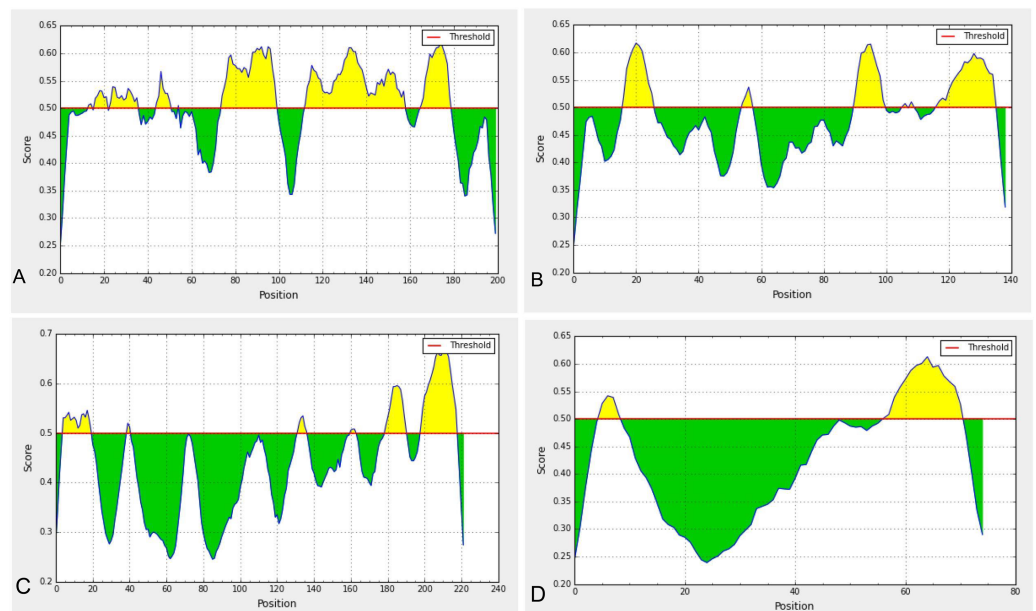 0.65
0.60
0.55
0.50
0.45
0.40
0.35
0.30
0.25
0.20
Score
Threshold
0 20 40 60 80 100 120 140 160 180 200
Position
A
0.65
0.60
0.55
0.50
0.45
0.40
0.35
0.30
0.25
0.20
Score
Threshold
0 20 40 60 80 100 120 140
Position
B
0.7
0.6
0.5
0.4
0.3
0.2
Score
Threshold
0 20 40 60 80 100 120 140 160 180 200 220 240
Position
C
0.65
0.60
0.55
0.50
0.45
0.40
0.35
0.30
0.25
0.20
Score
Threshold
0 20 40 60 80
Position
D